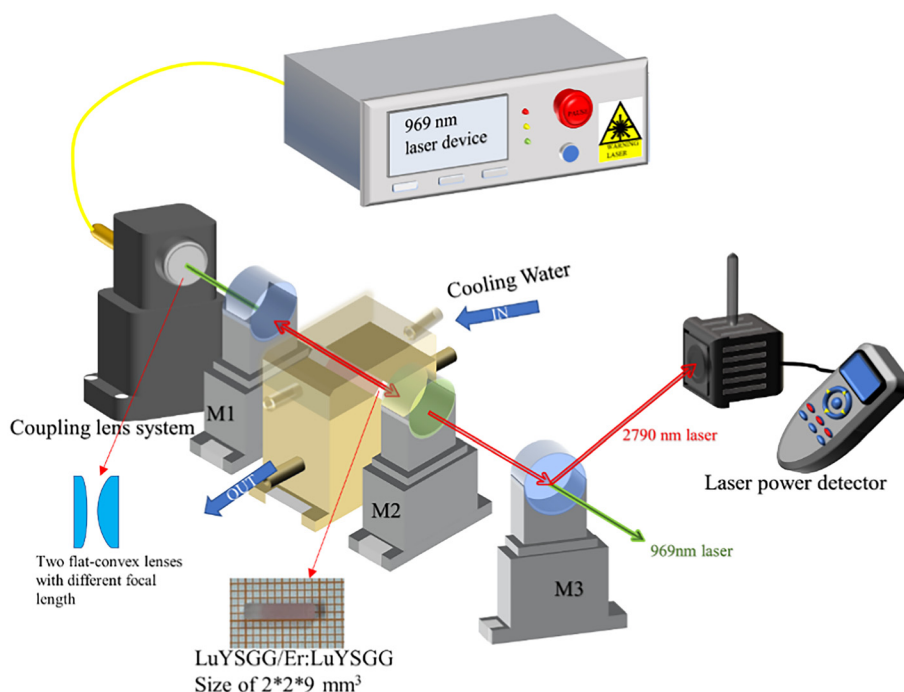 969 nm
laser device
PAUSE
WARNING
LASER
Cooling Water
IN
M1
Coupling lens system
2790 nm laser
OUT
M2
Laser power detector
969nm laser
Two flat-convex lenses
with different focal
length
M3
LuYSGG/Er:LuYSGG
Size of 2*2*9 mm³